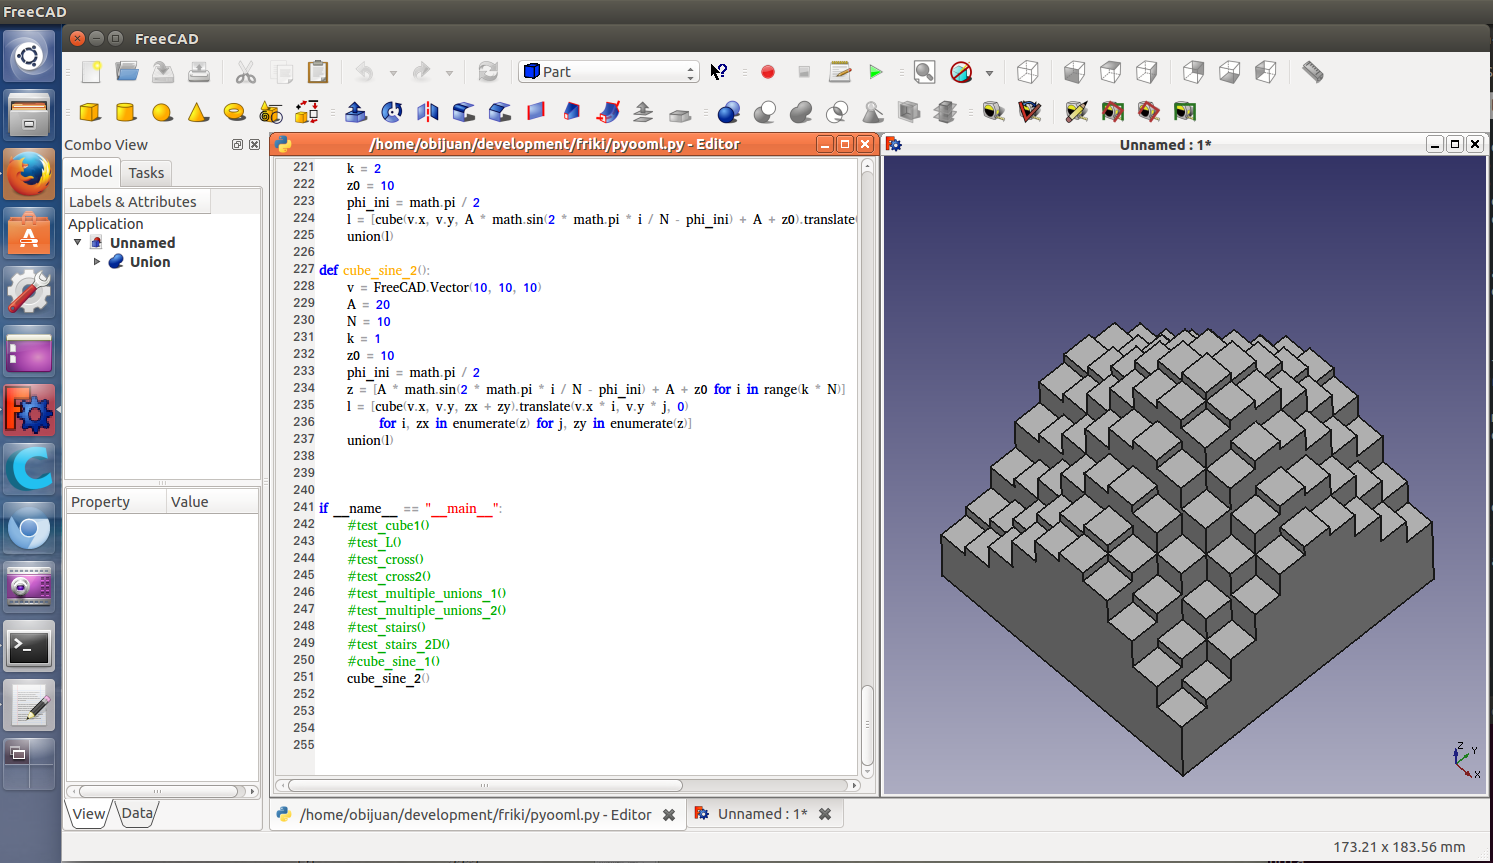 FreeCAD
FreeCAD
Part
Combo View
Model
Tasks
Labels & Attributes
Application
Unnamed
Union
Property
Value
View
Data
/home/obijuan/development/friki/pyooml.py - Editor
221 k = 2
222 z0 = 10
223 phi_ini = math.pi / 2
224 l = [cube(v.x, v.y, A * math.sin(2 * math.pi * i / N - phi_ini) + A + z0).translate(
225 union(l)
226
227 def cube_sine_2():
228 v = FreeCAD.Vector(10, 10, 10)
229 A = 20
230 N = 10
231 k = 1
232 z0 = 10
233 phi_ini = math.pi / 2
234 z = [A * math.sin(2 * math.pi * i / N - phi_ini) + A + z0 for i in range(k * N)]
235 l = [cube(v.x, v.y, zx + zy).translate(v.x * i, v.y * j, 0)
236 for i, zx in enumerate(z) for j, zy in enumerate(z)]
237 union(l)
238
239
240
241 if __name__ == "__main__":
242 #test_cube1()
243 #test_L()
244 #test_cross()
245 #test_cross2()
246 #test_multiple_unions_1()
247 #test_multiple_unions_2()
248 #test_stairs()
249 #test_stairs_2D()
250 #cube_sine_1()
251 cube_sine_2()
252
253
254
255
Unnamed : 1*
Z
Y
X
/home/obijuan/development/friki/pyooml.py - Editor
Unnamed : 1*
173.21 x 183.56 mm